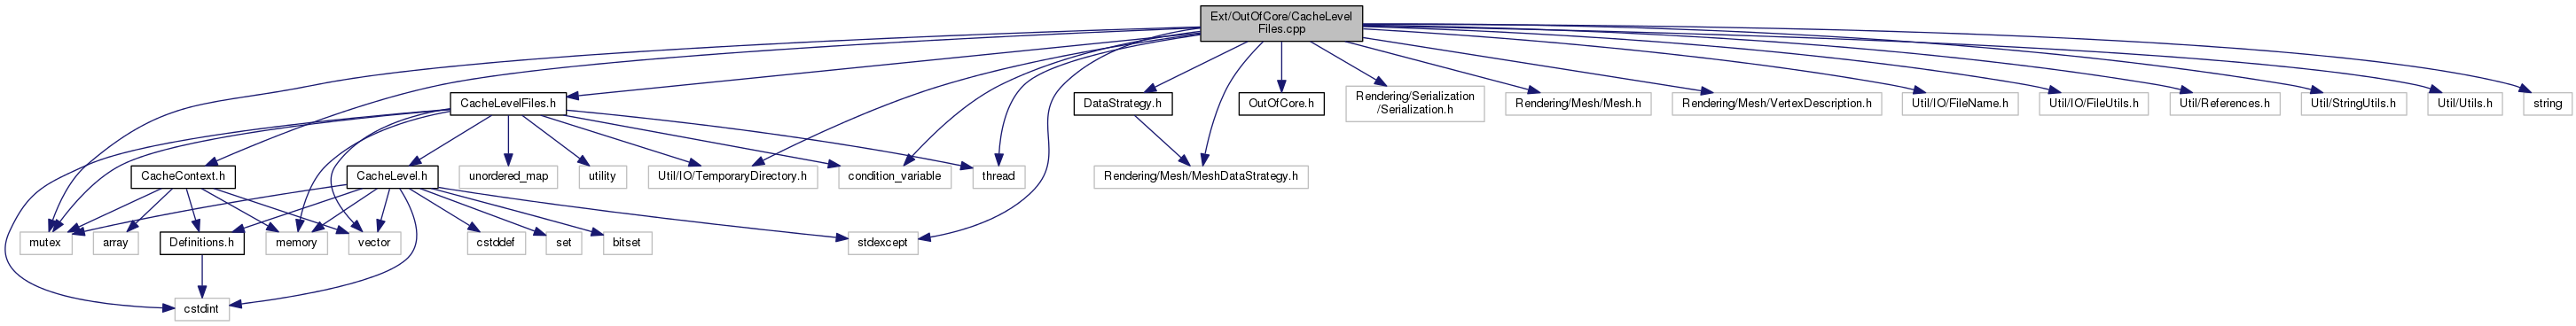 Ext/OutOfCore/CacheLevel
Files.cpp
CacheLevelFiles.h
DataStrategy.h
OutOfCore.h
Rendering/Serialization
/Serialization.h
Rendering/Mesh/Mesh.h
Rendering/Mesh/VertexDescription.h
Util/IO/FileName.h
Util/IO/FileUtils.h
Util/References.h
Util/StringUtils.h
Util/Utils.h
string
CacheContext.h
CacheLevel.h
unordered_map
utility
Util/IO/TemporaryDirectory.h
condition_variable
thread
Rendering/Mesh/MeshDataStrategy.h
mutex
array
Definitions.h
memory
vector
cstddef
set
bitset
stdexcept
cstdint